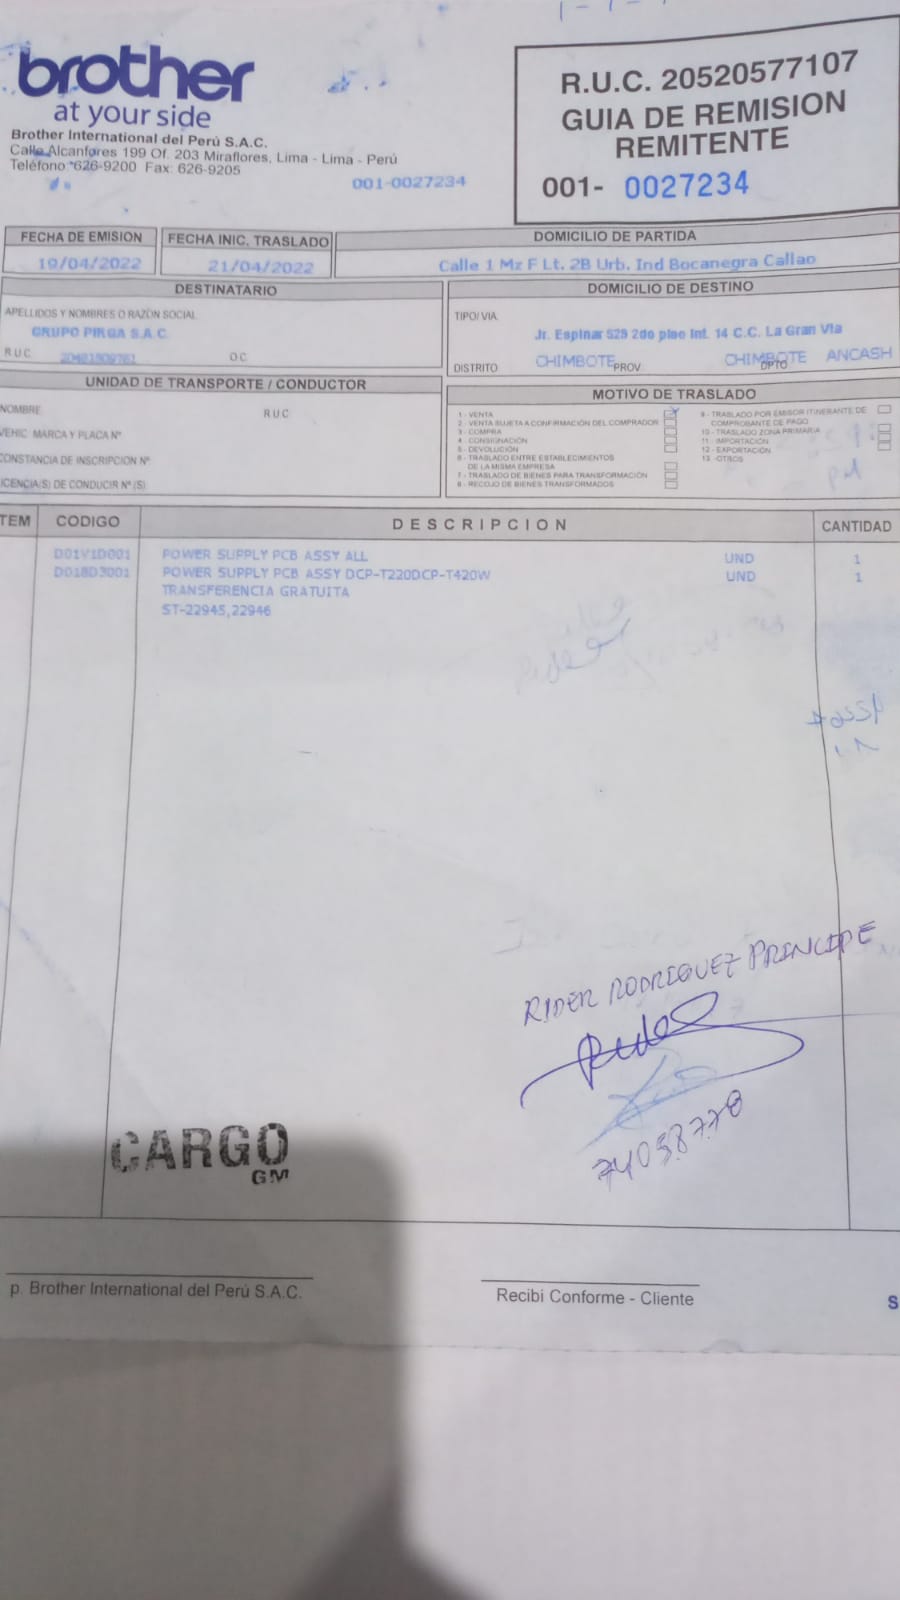 brother
at your side
Brother International del Perú S.A.C.
Calle Alcanfores 199 Of. 203 Miraflores, Lima - Lima - Perú
Teléfono: 626-9200 Fax: 626-9205
001-0027234
R.U.C. 20520577107
GUIA DE REMISION
REMITENTE
001- 0027234
FECHA DE EMISION
19/04/2022
FECHA INIC. TRASLADO
21/04/2022
DOMICILIO DE PARTIDA
Calle 1 Mz F Lt. 2B Urb. Ind Bocanegra Callao
DESTINATARIO
APELLIDOS Y NOMBRES O RAZÓN SOCIAL
GRUPO PIRGA S.A.C.
R U C
O C
DOMICILIO DE DESTINO
TIPO/ VIA
Jr. Espinar 529 2do piso Int. 14 C.C. La Gran Via
DISTRITO CHIMBOTE PROV CHIMBOTE DPTO ANCASH
UNIDAD DE TRANSPORTE / CONDUCTOR
NOMBRE R U C
VEHIC. MARCA Y PLACA Nº
CONSTANCIA DE INSCRIPCION Nº
ICENCIA(S) DE CONDUCIR Nº (S)
MOTIVO DE TRASLADO
1 - VENTA
2 - VENTA SUJETA A CONFIRMACIÓN DEL COMPRADOR
3 - COMPRA
4 - CONSIGNACIÓN
5 - DEVOLUCIÓN
6 - TRASLADO ENTRE ESTABLECIMIENTOS
DE LA MISMA EMPRESA
7 - TRASLADO DE BIENES PARA TRANSFORMACIÓN
8 - RECOJO DE BIENES TRANSFORMADOS
9 - TRASLADO POR EMISOR ITINERANTE DE
COMPROBANTE DE PAGO
10 - TRASLADO ZONA PRIMARIA
11 - IMPORTACIÓN
12 - EXPORTACIÓN
13 - OTROS
TEM CODIGO DESCRIPCION CANTIDAD
D01V1D001 POWER SUPPLY PCB ASSY ALL UND 1
D018D3001 POWER SUPPLY PCB ASSY DCP-T220DCP-T420W UND 1
TRANSFERENCIA GRATUITA
ST-22945,22946
RIDER RODRIGUEZ PRINCIPE
74058770
CARGO
GM
p. Brother International del Perú S.A.C.
Recibi Conforme - Cliente
S